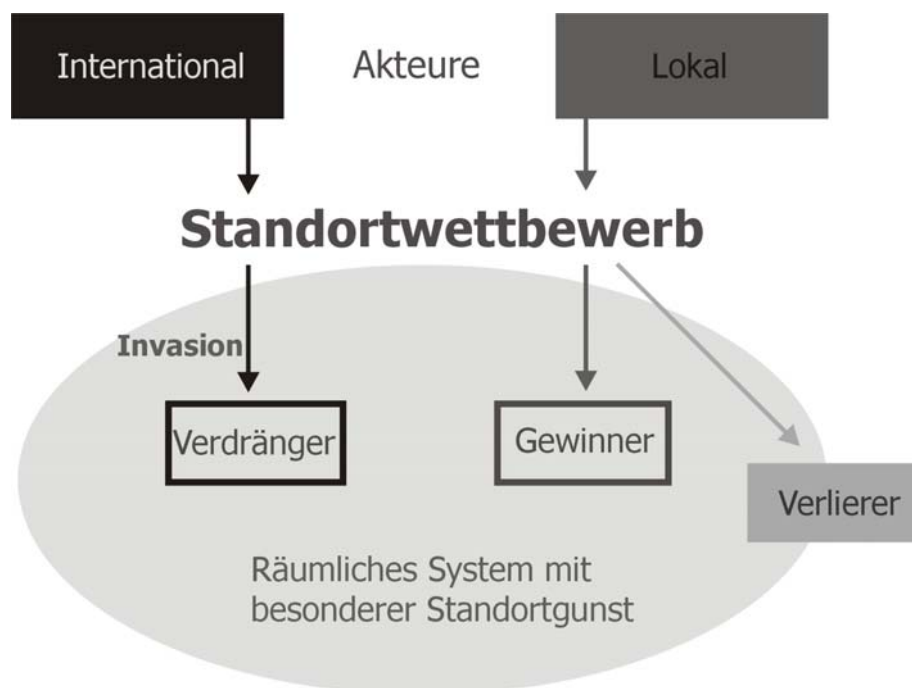 International
Akteure
Lokal
Standortwettbewerb
Invasion
Verdränger
Gewinner
Verlierer
Räumliches System mit
besonderer Standortgunst